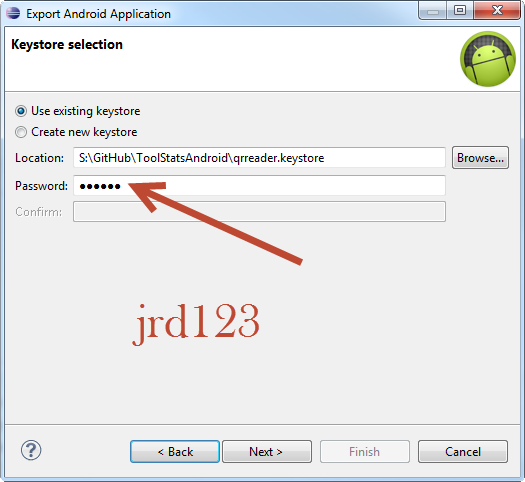 Export Android Application
Keystore selection
Use existing keystore
Create new keystore
Location: S:\GitHub\ToolStatsAndroid\qrreader.keystore Browse...
Password: ●●●●●●
Confirm:
jrd123
? < Back Next > Finish Cancel